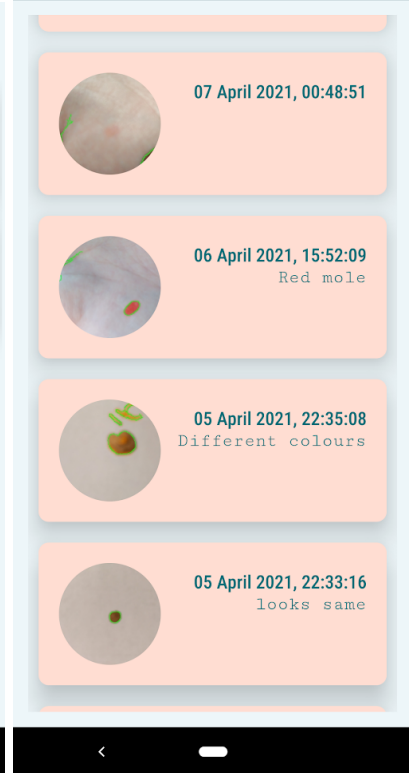 07 April 2021, 00:48:51
06 April 2021, 15:52:09
Red mole
05 April 2021, 22:35:08
Different colours
05 April 2021, 22:33:16
looks same